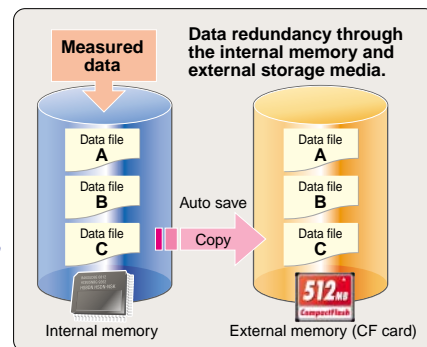 Measured
data
Data redundancy through
the internal memory and
external storage media.
Data file
A
Data file
B
Data file
C
Auto save
Copy
Data file
A
Data file
B
Data file
C
512MB
CompactFlash
Internal memory
External memory (CF card)